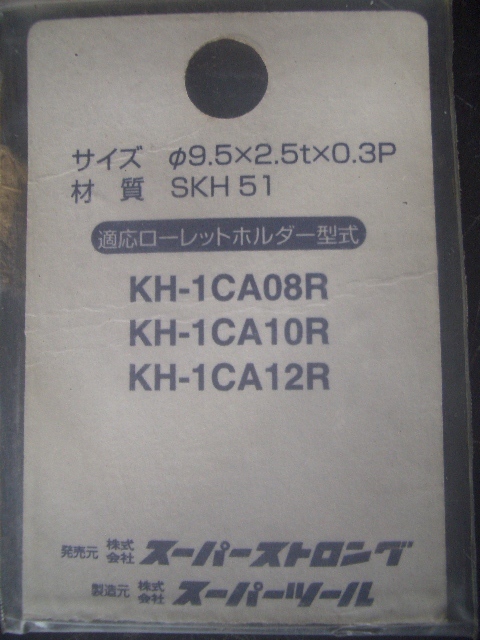 サイズ φ9.5×2.5t×0.3P
材質 SKH 51
適応ローレットホルダー型式
KH-1CA08R
KH-1CA10R
KH-1CA12R
発売元 株式会社 スーパーストロング
製造元 株式会社 スーパーツール